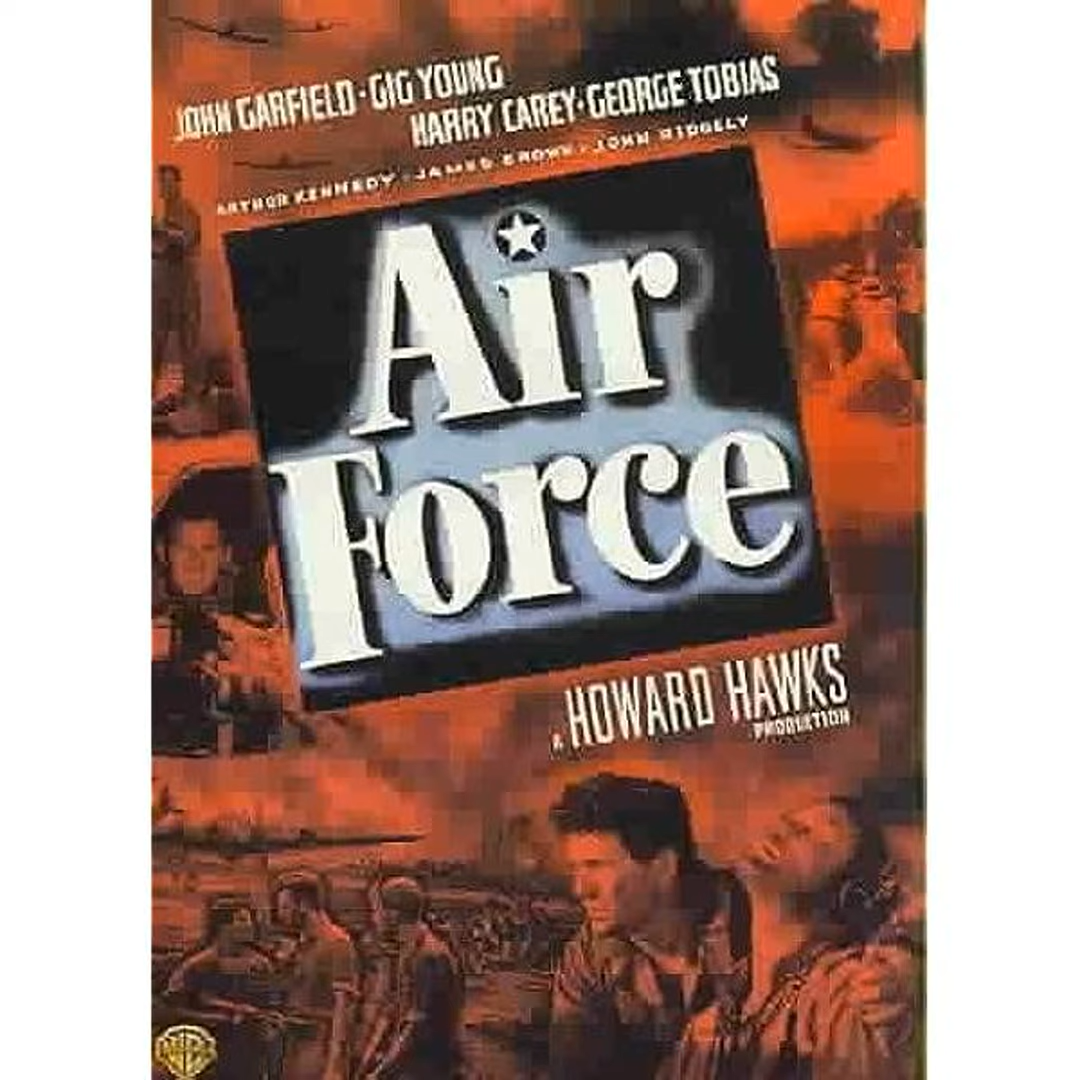 JOHN GARFIELD · GIG YOUNG
HARRY CAREY · GEORGE TOBIAS
ARTHUR KENNEDY · JAMES BROWN · JOHN RIDGELY
Air
Force
A HOWARD HAWKS
PRODUCTION